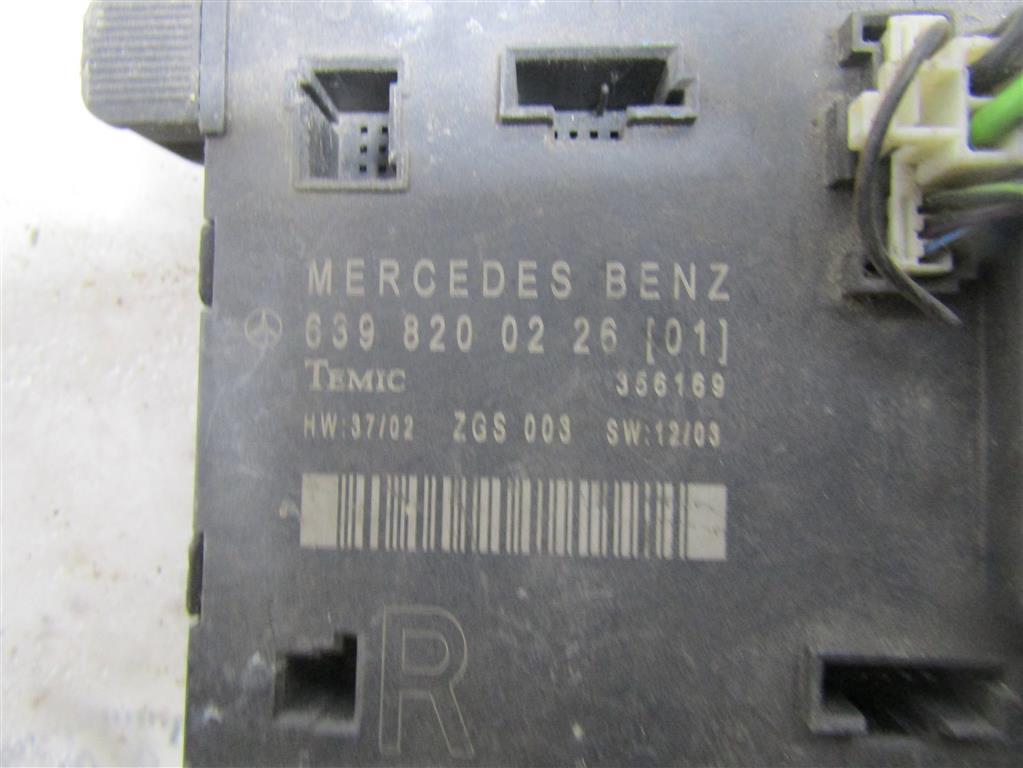 MERCEDES BENZ
639 820 02 26 [01]
TEMIC 356169
HW:37/02 ZGS 003 SW:12/03
R